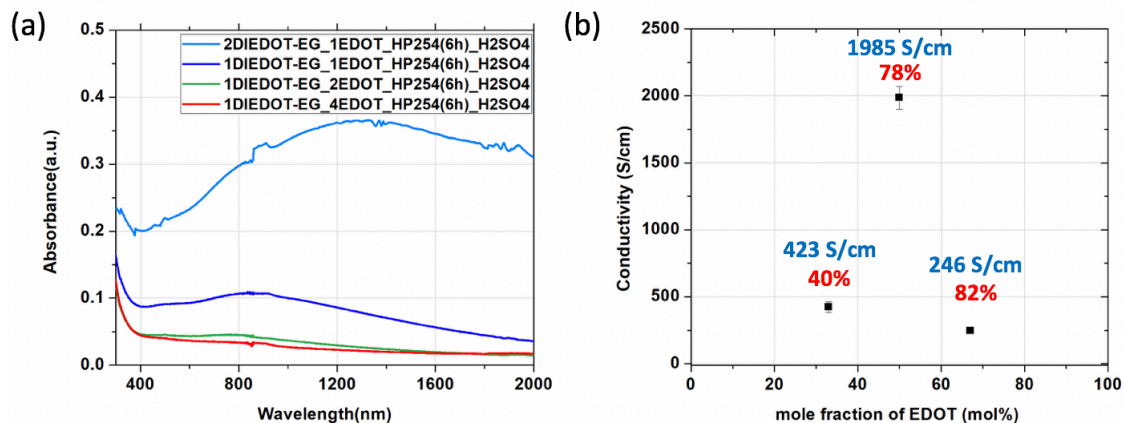 (a)
0.5
0.4
0.3
0.2
0.1
0.0
Absorbance(a.u.)
2DIEDOT-EG_1EDOT_HP254(6h)_H2SO4
1DIEDOT-EG_1EDOT_HP254(6h)_H2SO4
1DIEDOT-EG_2EDOT_HP254(6h)_H2SO4
1DIEDOT-EG_4EDOT_HP254(6h)_H2SO4
400 800 1200 1600 2000
Wavelength(nm)
(b)
2500
2000
1500
1000
500
0
Conductivity (S/cm)
1985 S/cm
78%
423 S/cm
40%
246 S/cm
82%
0 20 40 60 80 100
mole fraction of EDOT (mol%)